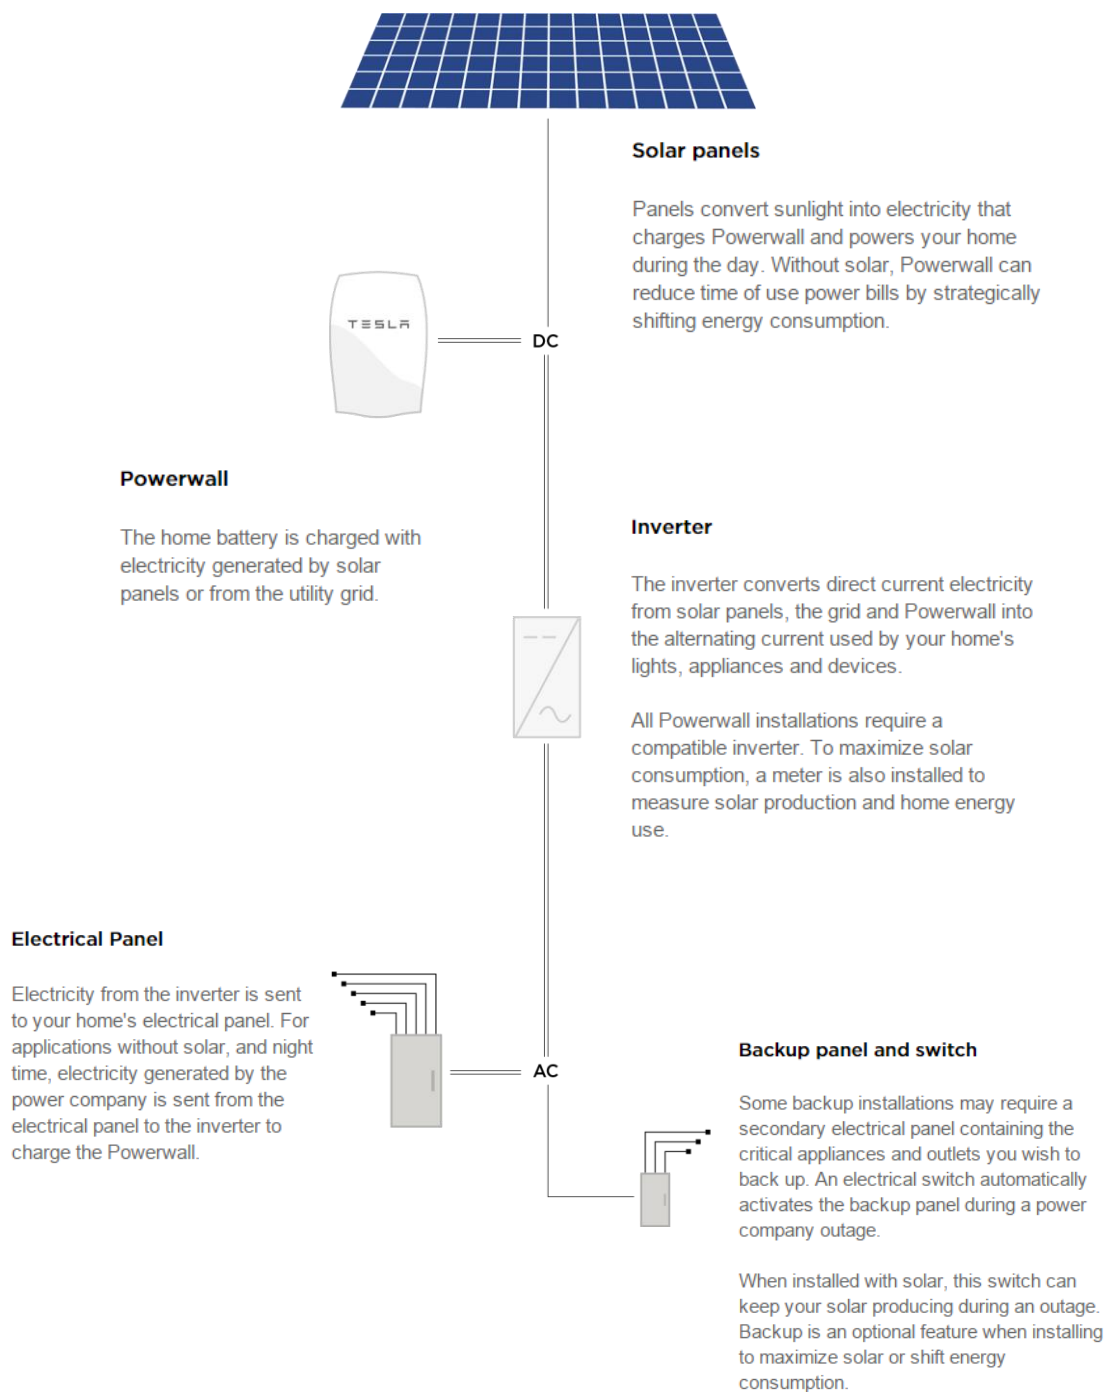 Solar panels
Panels convert sunlight into electricity that
charges Powerwall and powers your home
during the day. Without solar, Powerwall can
reduce time of use power bills by strategically
shifting energy consumption.
TESLA
DC
Powerwall
The home battery is charged with
electricity generated by solar
panels or from the utility grid.
Inverter
The inverter converts direct current electricity
from solar panels, the grid and Powerwall into
the alternating current used by your home's
lights, appliances and devices.
All Powerwall installations require a
compatible inverter. To maximize solar
consumption, a meter is also installed to
measure solar production and home energy
use.
Electrical Panel
Electricity from the inverter is sent
to your home's electrical panel. For
applications without solar, and night
time, electricity generated by the
power company is sent from the
electrical panel to the inverter to
charge the Powerwall.
AC
Backup panel and switch
Some backup installations may require a
secondary electrical panel containing the
critical appliances and outlets you wish to
back up. An electrical switch automatically
activates the backup panel during a power
company outage.
When installed with solar, this switch can
keep your solar producing during an outage.
Backup is an optional feature when installing
to maximize solar or shift energy
consumption.